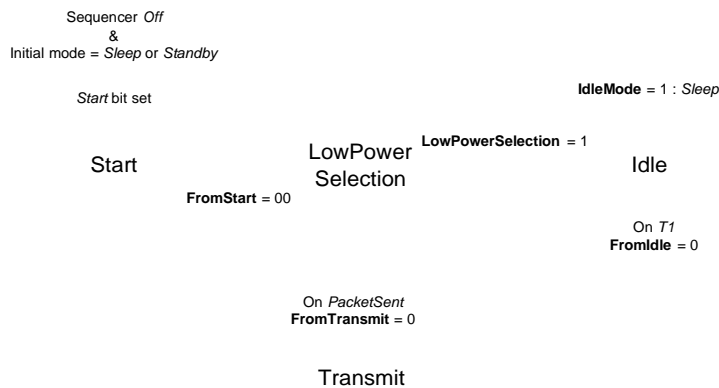 Sequencer Off
&
Initial mode = Sleep or Standby
Start bit set
IdleMode = 1 : Sleep
LowPowerSelection = 1
Start
LowPower
Selection
Idle
FromStart = 00
On T1
FromIdle = 0
On PacketSent
FromTransmit = 0
Transmit